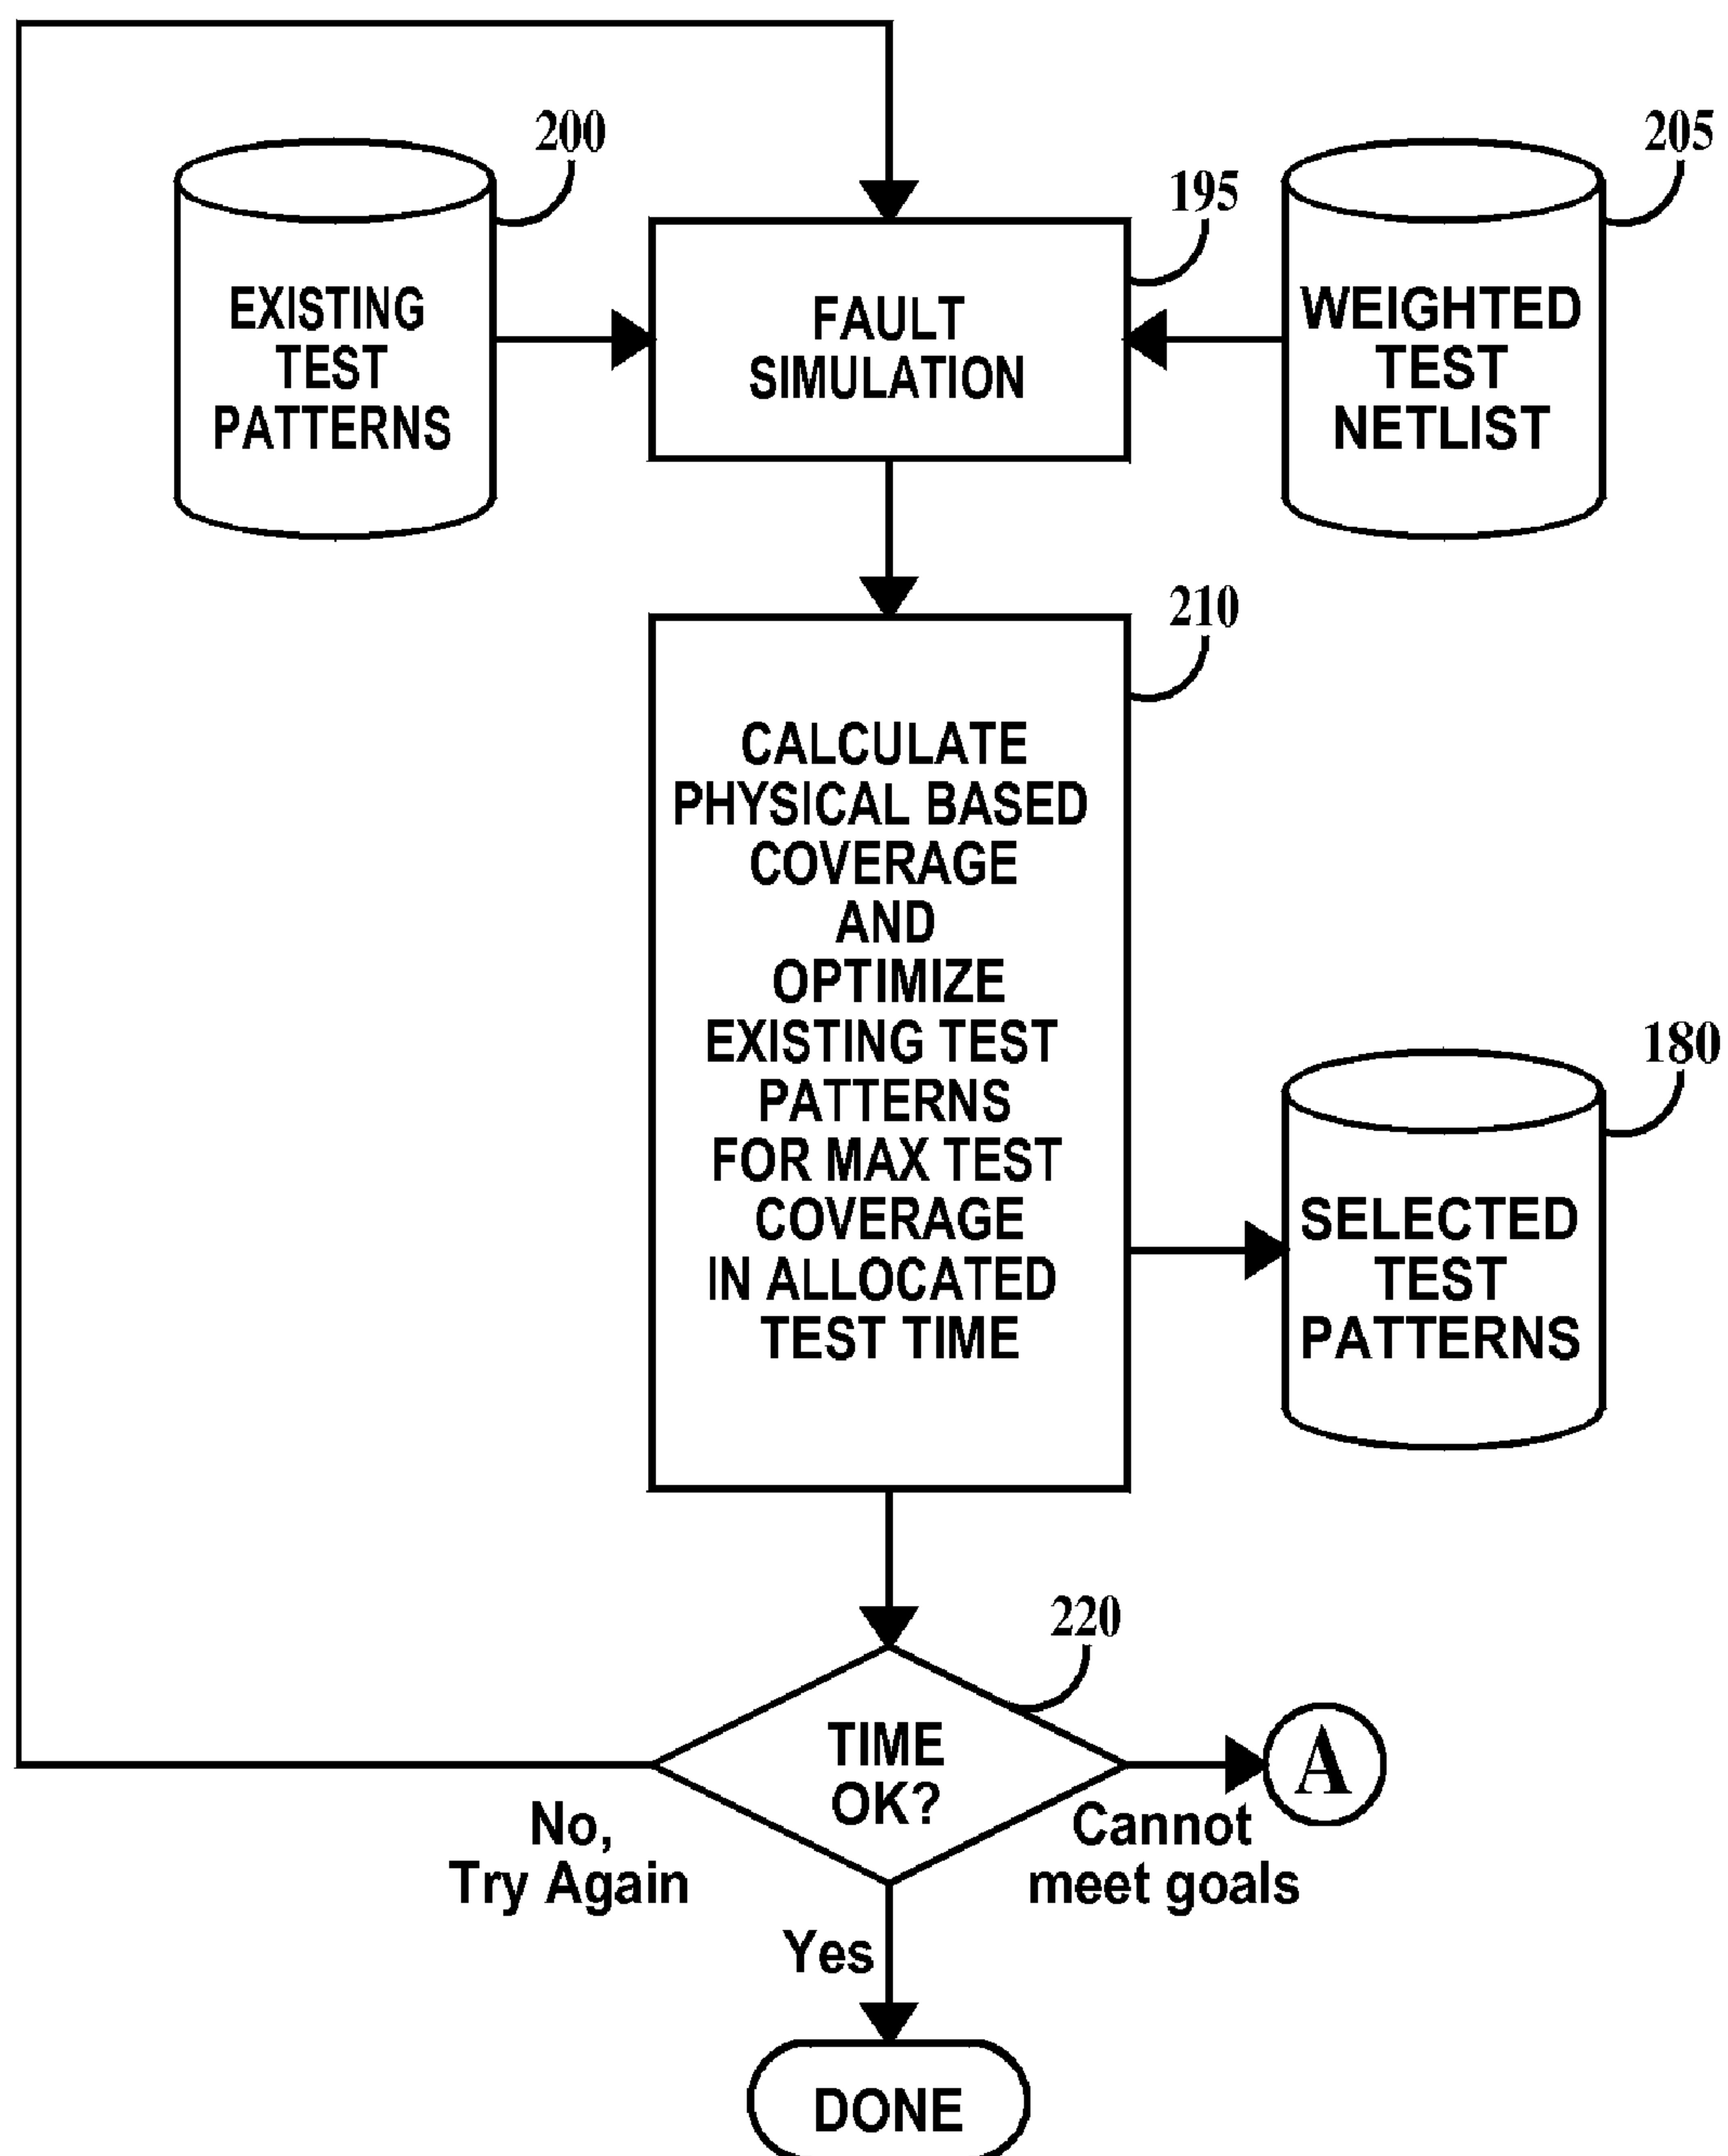 200
205
195
EXISTING
TEST
PATTERNS
FAULT
SIMULATION
WEIGHTED
TEST
NETLIST
210
CALCULATE
PHYSICAL BASED
COVERAGE
AND
OPTIMIZE
EXISTING TEST
PATTERNS
FOR MAX TEST
COVERAGE
IN ALLOCATED
TEST TIME
180
SELECTED
TEST
PATTERNS
220
TIME
OK?
A
No,
Try Again
Cannot
meet goals
Yes
DONE